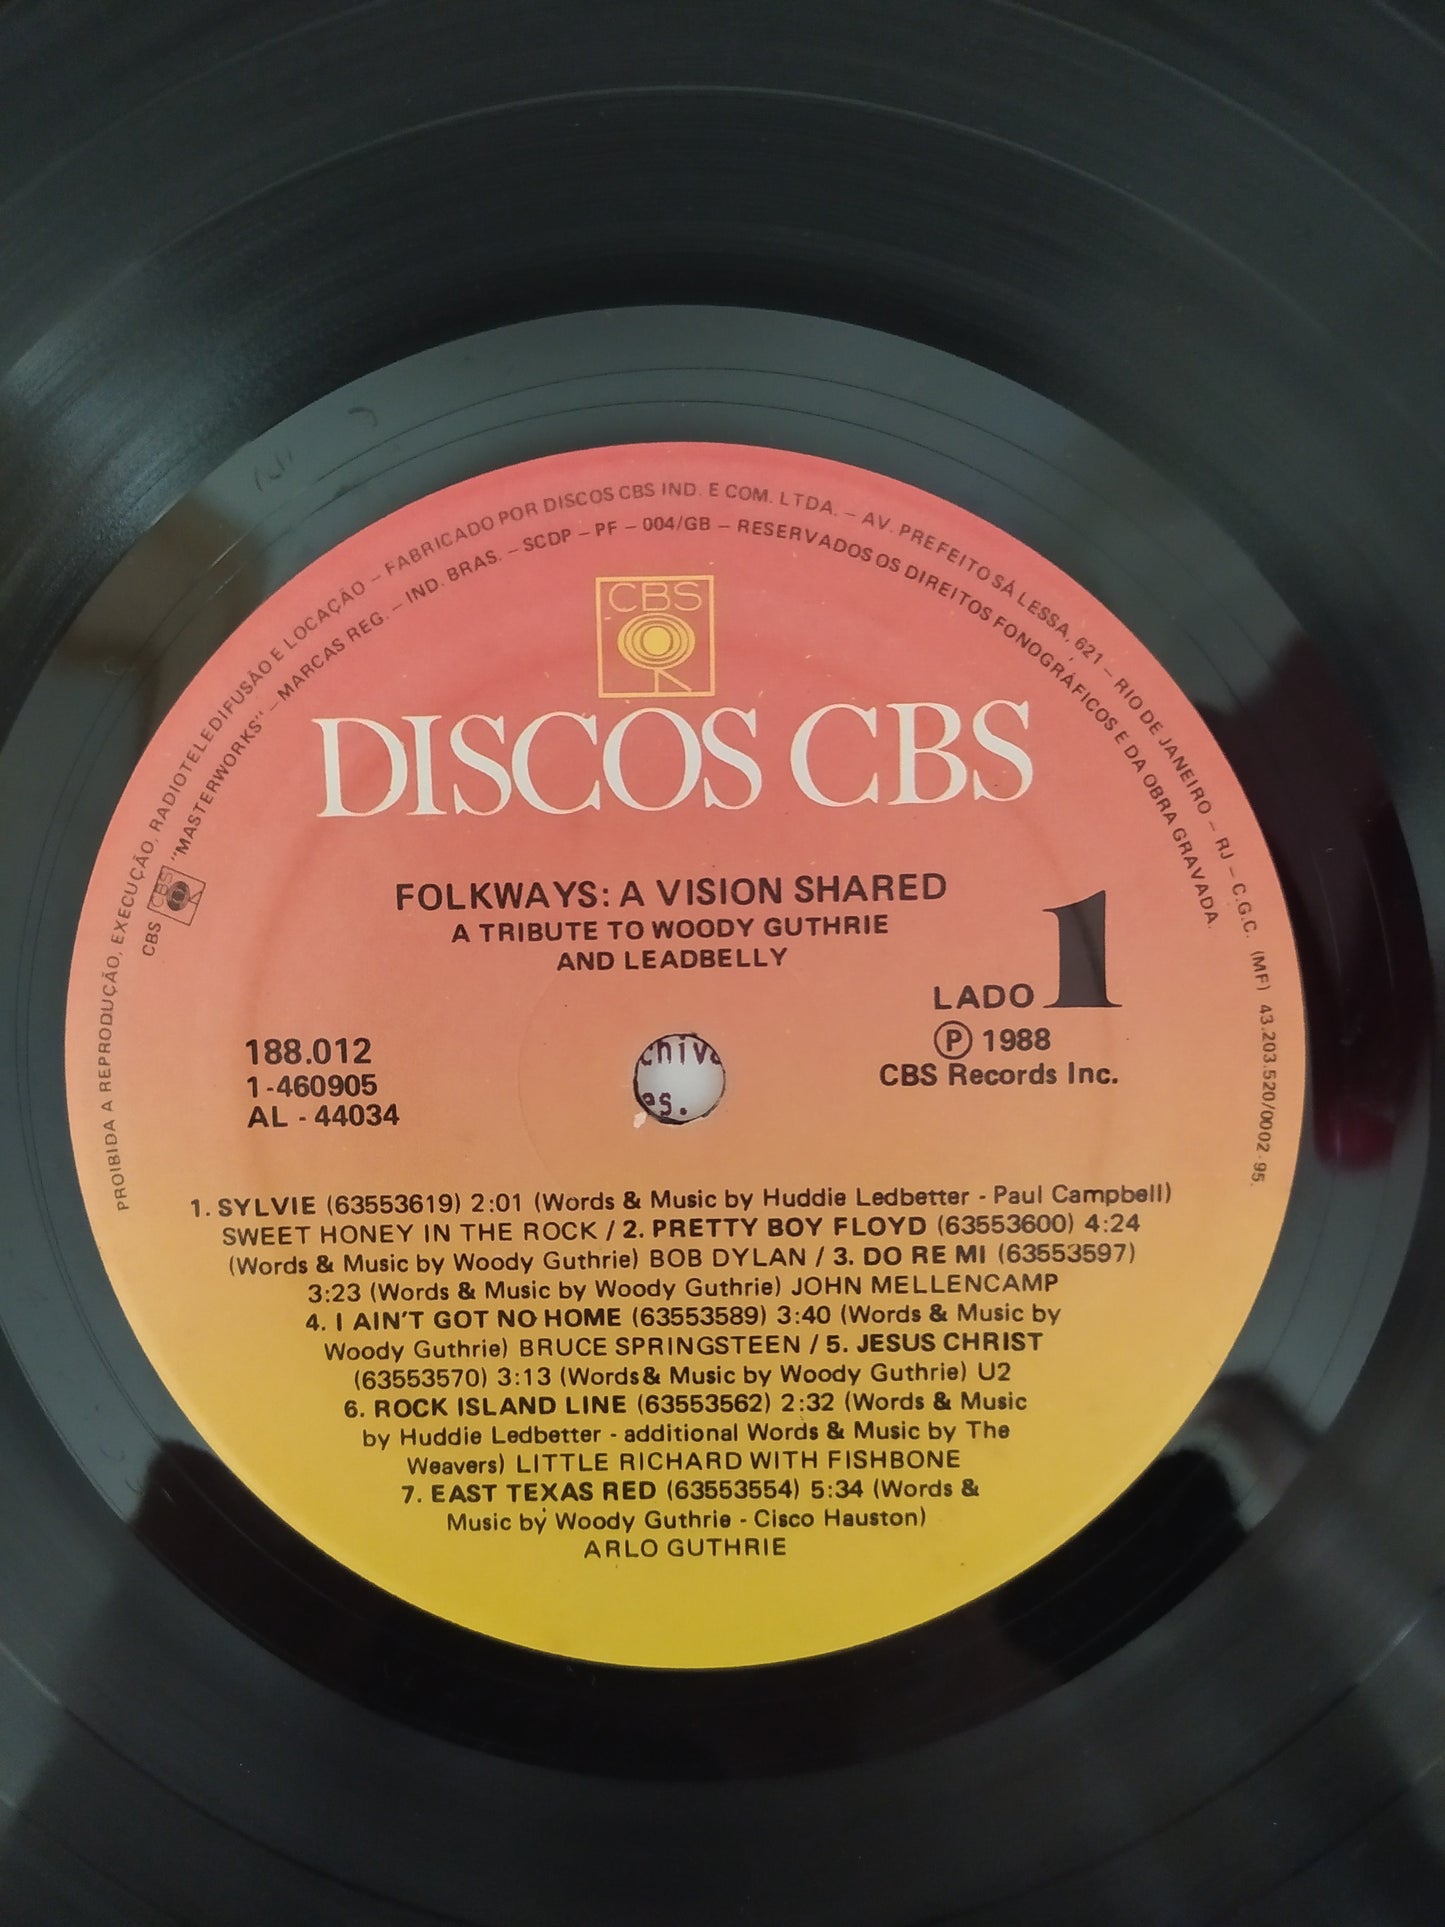 PROIBIDA A REPRODUÇÃO, EXECUÇÃO, RADIOTELEDIFUSÃO E LOCAÇÃO – FABRICADO POR DISCOS CBS IND. E COM. LTDA. – AV. PREFEITO SÁ LESSA, 621 – RIO DE JANEIRO – RJ – C.G.C. (MF) 43.203.520/0002-95.
CBS CBS "MASTERWORKS" – MARCAS REG. – IND. BRAS. – SCDP – PF – 004/GB – RESERVADOS OS DIREITOS FONOGRÁFICOS E DA OBRA GRAVADA.
CBS
DISCOS CBS
FOLKWAYS: A VISION SHARED
A TRIBUTE TO WOODY GUTHRIE
AND LEADBELLY
LADO 1
188.012
1-460905
AL - 44034
Ⓟ 1988
CBS Records Inc.
1. SYLVIE (63553619) 2:01 (Words & Music by Huddie Ledbetter - Paul Campbell)
SWEET HONEY IN THE ROCK / 2. PRETTY BOY FLOYD (63553600) 4:24
(Words & Music by Woody Guthrie) BOB DYLAN / 3. DO RE MI (63553597)
3:23 (Words & Music by Woody Guthrie) JOHN MELLENCAMP
4. I AIN'T GOT NO HOME (63553589) 3:40 (Words & Music by
Woody Guthrie) BRUCE SPRINGSTEEN / 5. JESUS CHRIST
(63553570) 3:13 (Words & Music by Woody Guthrie) U2
6. ROCK ISLAND LINE (63553562) 2:32 (Words & Music
by Huddie Ledbetter - additional Words & Music by The
Weavers) LITTLE RICHARD WITH FISHBONE
7. EAST TEXAS RED (63553554) 5:34 (Words &
Music by Woody Guthrie - Cisco Hauston)
ARLO GUTHRIE